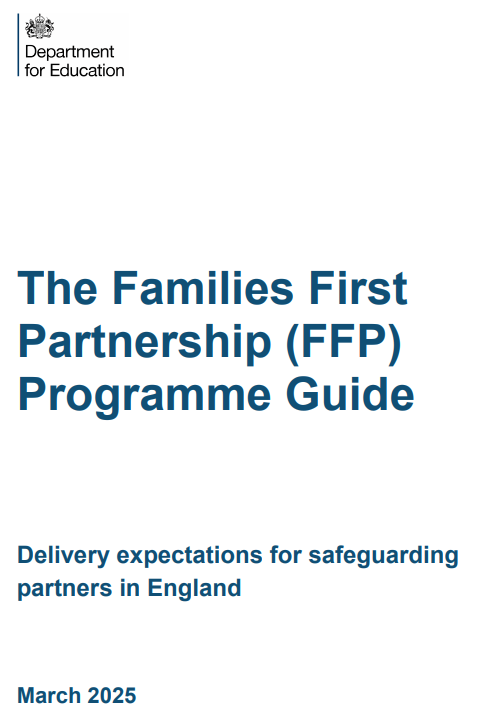 Department
for Education
The Families First
Partnership (FFP)
Programme Guide
Delivery expectations for safeguarding
partners in England
March 2025